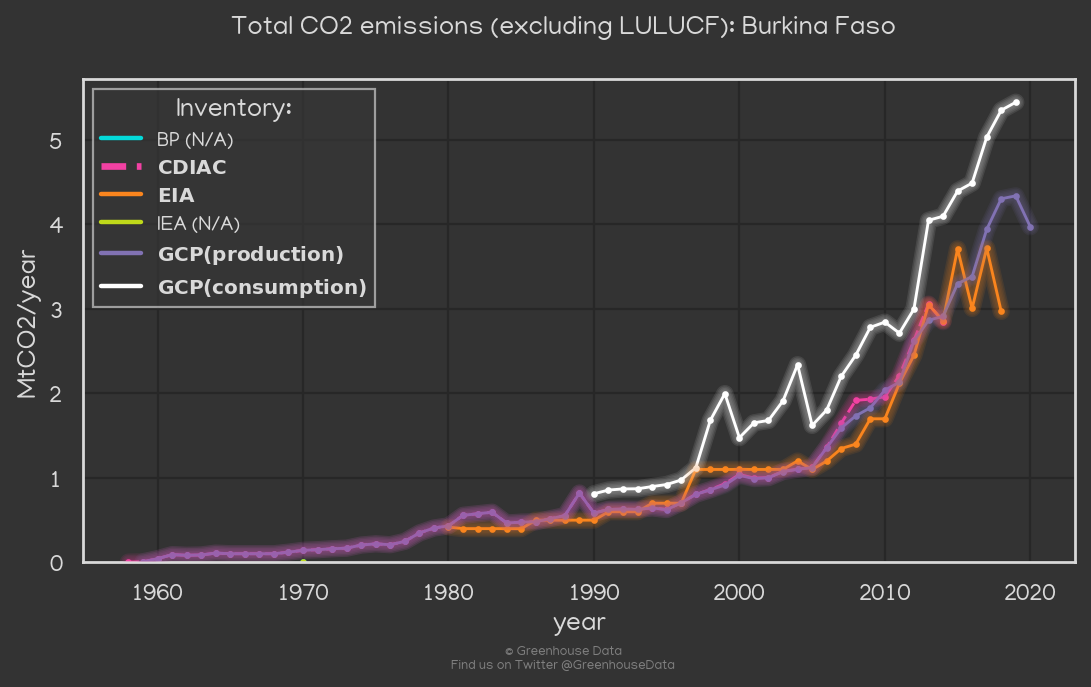 Total CO2 emissions (excluding LULUCF): Burkina Faso
Inventory:
BP (N/A)
CDIAC
EIA
IEA (N/A)
GCP(production)
GCP(consumption)
MtCO2/year
5
4
3
2
1
0
1960 1970 1980 1990 2000 2010 2020
year
© Greenhouse Data
Find us on Twitter @GreenhouseData